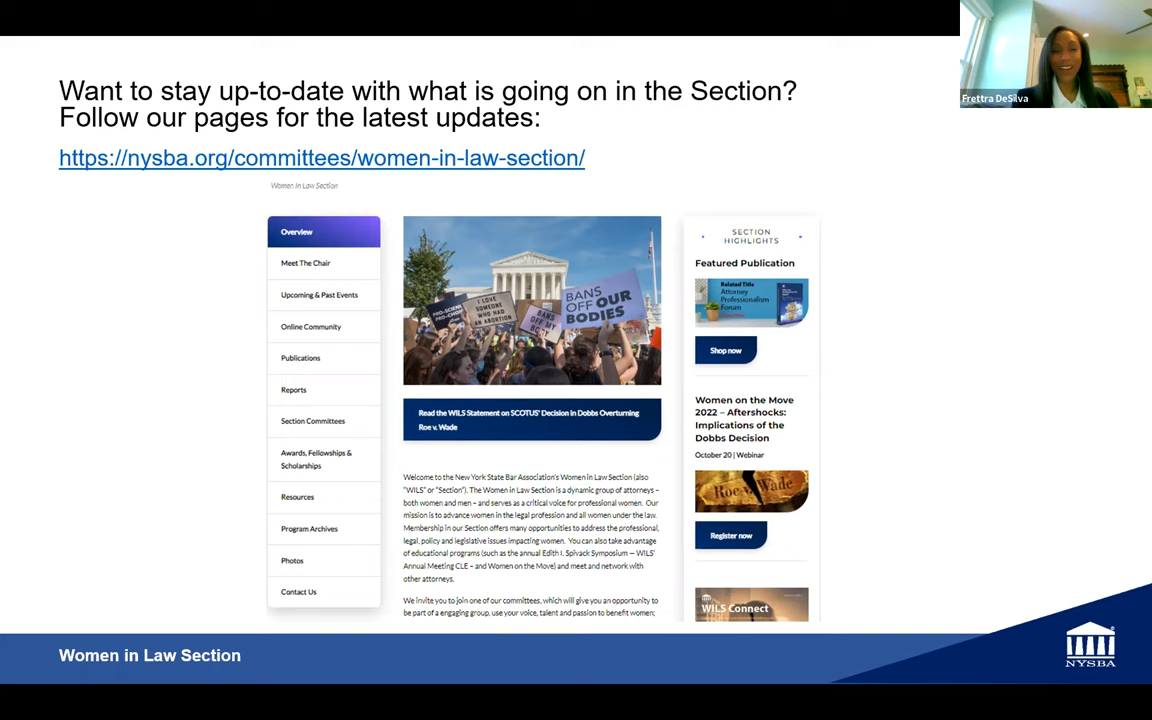 Want to stay up-to-date with what is going on in the Section?
Follow our pages for the latest updates:
https://nysba.org/committees/women-in-law-section/
Frettra DeSilva
Women In Law Section
Overview
Meet The Chair
Upcoming & Past Events
Online Community
Publications
Reports
Section Committees
Awards, Fellowships &
Scholarships
Resources
Program Archives
Photos
Contact Us
I LOVE
SOMEONE
WHO HAD
AN ABORTION
BANS
OFF MY
BODY
BANS
OFF OUR
BODIES
Read the WILS Statement on SCOTUS' Decision in Dobbs Overturning
Roe v. Wade
Welcome to the New York State Bar Association's Women in Law Section (also
"WILS" or "Section"). The Women in Law Section is a dynamic group of attorneys –
both women and men – and serves as a critical voice for professional women. Our
mission is to advance women in the legal profession and all women under the law.
Membership in our Section offers many opportunities to address the professional,
legal, policy and legislative issues impacting women. You can also take advantage
of educational programs (such as the annual Edith I. Spivack Symposium — WILS'
Annual Meeting CLE – and Women on the Move) and meet and network with
other attorneys.
We invite you to join one of our committees, which will give you an opportunity to
be part of a engaging group, use your voice, talent and passion to benefit women;
SECTION
HIGHLIGHTS
Featured Publication
Related Title
Attorney
Professionalism
Forum
Shop now
Women on the Move
2022 – Aftershocks:
Implications of the
Dobbs Decision
October 20 | Webinar
Roe v. Wade
Register now
WILS Connect
Women in Law Section
NYSBA